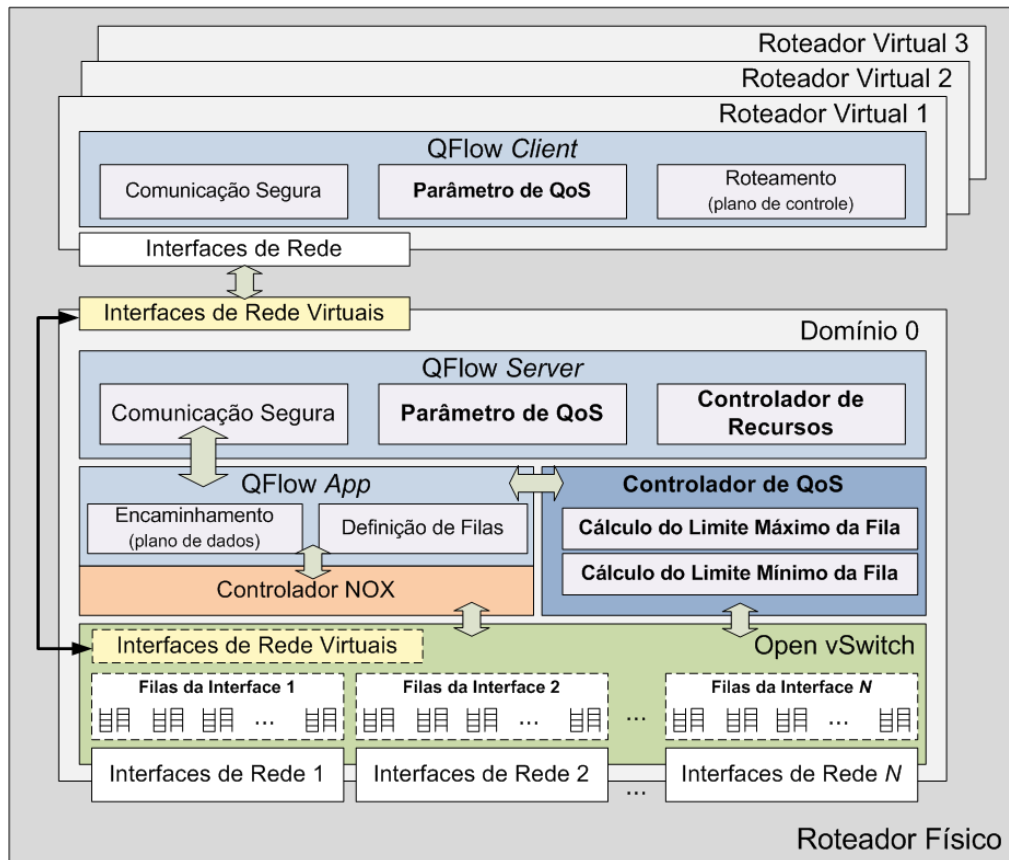 Roteador Virtual 3
Roteador Virtual 2
Roteador Virtual 1
QFlow Client
Comunicação Segura
Parâmetro de QoS
Roteamento
(plano de controle)
Interfaces de Rede
Interfaces de Rede Virtuais
Domínio 0
QFlow Server
Comunicação Segura
Parâmetro de QoS
Controlador de
Recursos
QFlow App
Encaminhamento
(plano de dados)
Definição de Filas
Controlador NOX
Controlador de QoS
Cálculo do Limite Máximo da Fila
Cálculo do Limite Mínimo da Fila
Interfaces de Rede Virtuais
Open vSwitch
Filas da Interface 1
...
Filas da Interface 2
...
...
Filas da Interface N
...
Interfaces de Rede 1
Interfaces de Rede 2
...
Interfaces de Rede N
Roteador Físico